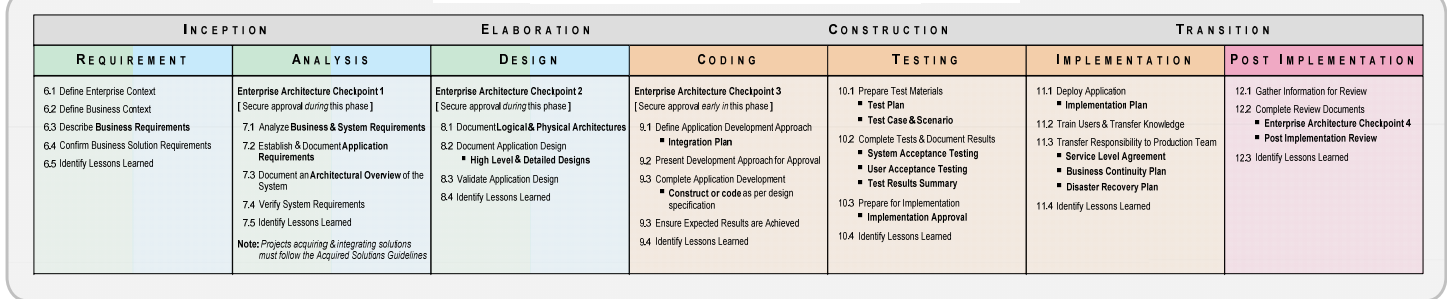 INCEPTION
ELABORATION
CONSTRUCTION
TRANSITION
REQUIREMENT
ANALYSIS
DESIGN
CODING
TESTING
IMPLEMENTATION
POST IMPLEMENTATION
6.1 Define Enterprise Context
6.2 Define Business Context
6.3 Describe Business Requirements
6.4 Confirm Business Solution Requirements
6.5 Identify Lessons Learned
Enterprise Architecture Checkpoint 1
[ Secure approval during this phase ]
7.1 Analyze Business & System Requirements
7.2 Establish & Document Application
Requirements
7.3 Document an Architectural Overview of the
System
7.4 Verify System Requirements
7.5 Identify Lessons Learned
Note: Projects acquiring & integrating solutions
must follow the Acquired Solutions Guidelines
Enterprise Architecture Checkpoint 2
[ Secure approval during this phase ]
8.1 Document Logical & Physical Architectures
8.2 Document Application Design
▪ High Level & Detailed Designs
8.3 Validate Application Design
8.4 Identify Lessons Learned
Enterprise Architecture Checkpoint 3
[ Secure approval early in this phase ]
9.1 Define Application Development Approach
▪ Integration Plan
9.2 Present Development Approach for Approval
9.3 Complete Application Development
▪ Construct or code as per design
specification
9.3 Ensure Expected Results are Achieved
9.4 Identify Lessons Learned
10.1 Prepare Test Materials
▪ Test Plan
▪ Test Case & Scenario
10.2 Complete Tests & Document Results
▪ System Acceptance Testing
▪ User Acceptance Testing
▪ Test Results Summary
10.3 Prepare for Implementation
▪ Implementation Approval
10.4 Identify Lessons Learned
11.1 Deploy Application
▪ Implementation Plan
11.2 Train Users & Transfer Knowledge
11.3 Transfer Responsibility to Production Team
▪ Service Level Agreement
▪ Business Continuity Plan
▪ Disaster Recovery Plan
11.4 Identify Lessons Learned
12.1 Gather Information for Review
12.2 Complete Review Documents
▪ Enterprise Architecture Checkpoint 4
▪ Post Implementation Review
12.3 Identify Lessons Learned